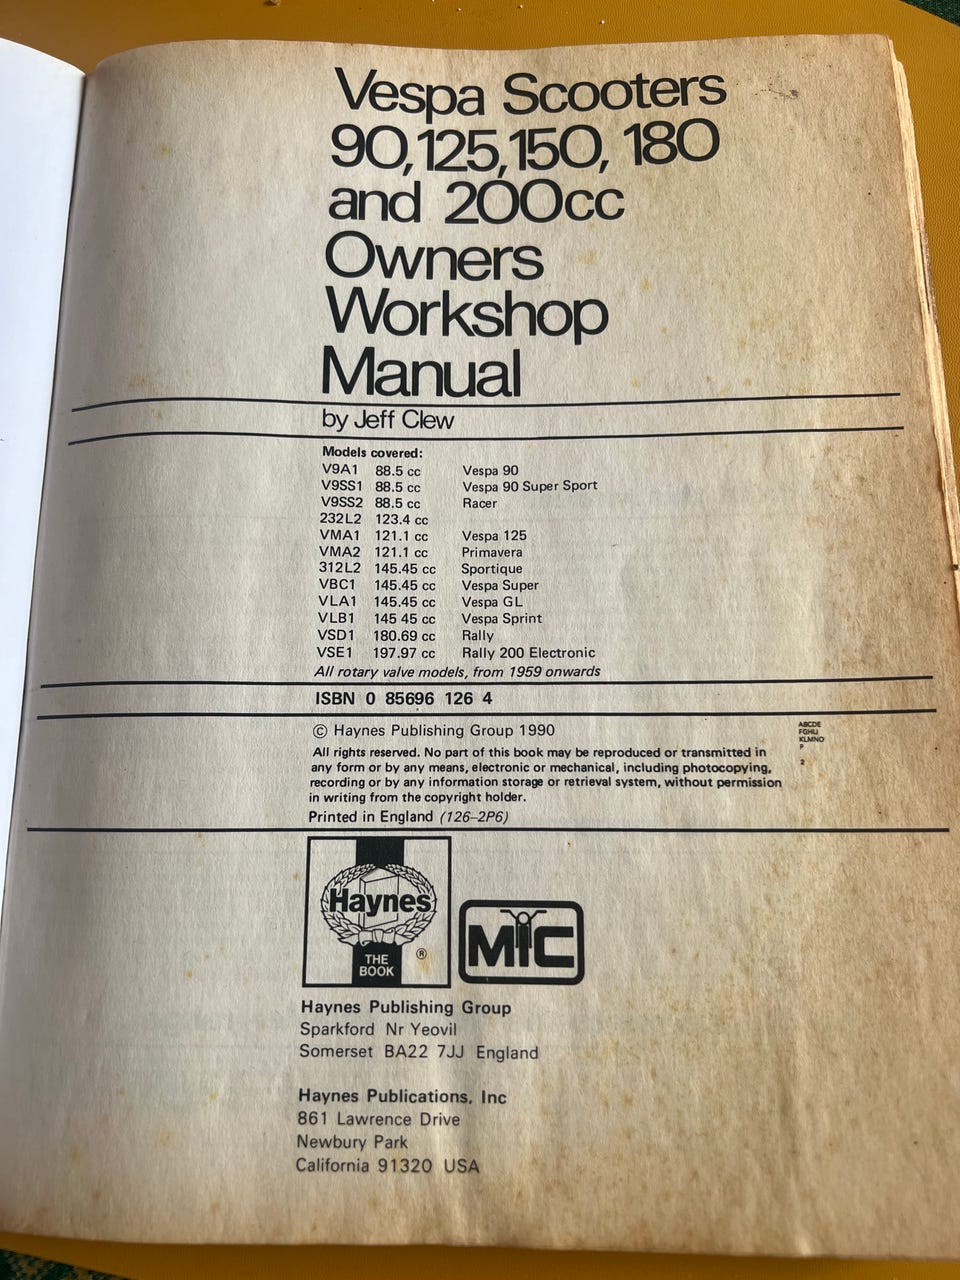 Vespa Scooters
90,125,150, 180
and 200cc
Owners
Workshop
Manual
by Jeff Clew
Models covered:
V9A1 88.5 cc Vespa 90
V9SS1 88.5 cc Vespa 90 Super Sport
V9SS2 88.5 cc Racer
232L2 123.4 cc
VMA1 121.1 cc Vespa 125
VMA2 121.1 cc Primavera
312L2 145.45 cc Sportique
VBC1 145.45 cc Vespa Super
VLA1 145.45 cc Vespa GL
VLB1 145 45 cc Vespa Sprint
VSD1 180.69 cc Rally
VSE1 197.97 cc Rally 200 Electronic
All rotary valve models, from 1959 onwards
ISBN 0 85696 126 4
© Haynes Publishing Group 1990
All rights reserved. No part of this book may be reproduced or transmitted in
any form or by any means, electronic or mechanical, including photocopying,
recording or by any information storage or retrieval system, without permission
in writing from the copyright holder.
Printed in England (126–2P6)
ABCDE
FGHIJ
KLMNO
P
2
Haynes
®
THE
BOOK
MTC
Haynes Publishing Group
Sparkford Nr Yeovil
Somerset BA22 7JJ England
Haynes Publications, Inc
861 Lawrence Drive
Newbury Park
California 91320 USA